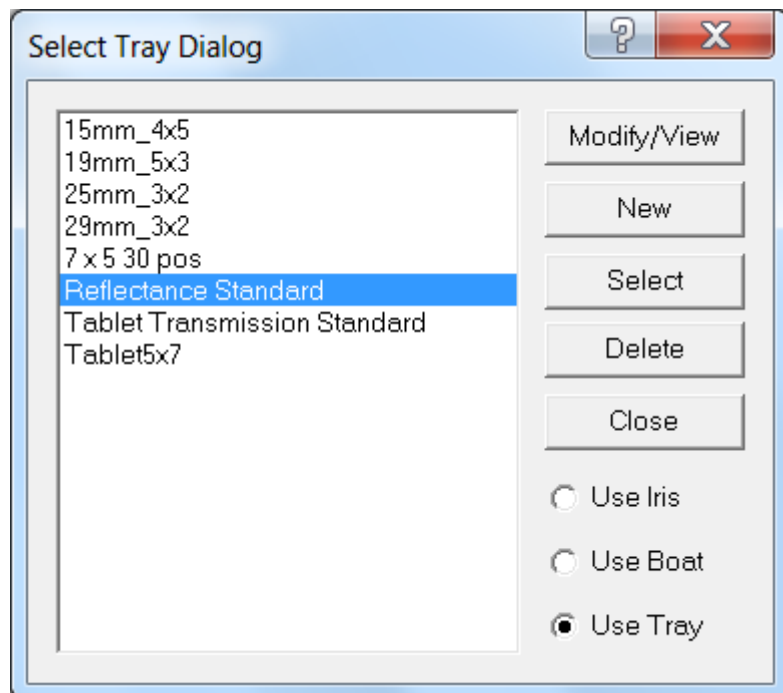 Select Tray Dialog
15mm_4x5
19mm_5x3
25mm_3x2
29mm_3x2
7 x 5 30 pos
Reflectance Standard
Tablet Transmission Standard
Tablet5x7
Modify/View
New
Select
Delete
Close
Use Iris
Use Boat
Use Tray